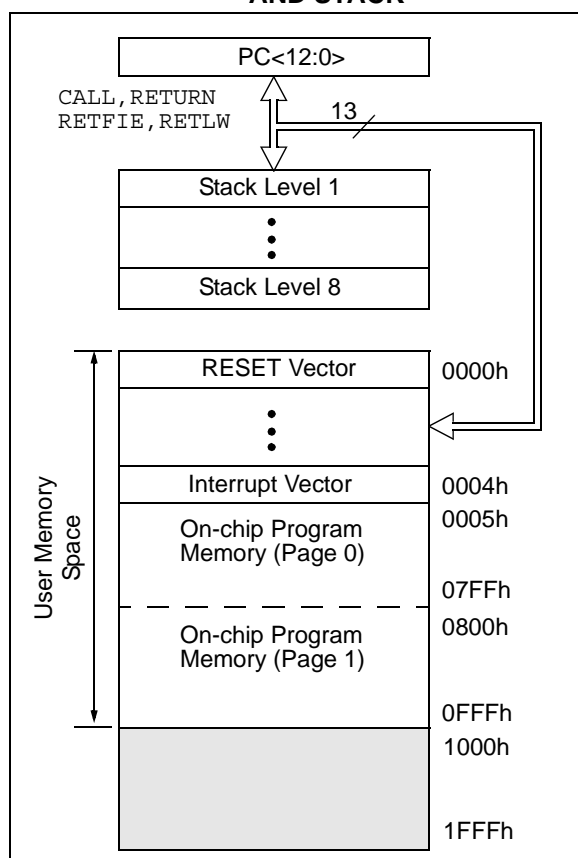 AND STACK
PC<12:0>
CALL,RETURN
RETFIE,RETLW
13
Stack Level 1
Stack Level 8
RESET Vector
0000h
Interrupt Vector
0004h
0005h
On-chip Program
Memory (Page 0)
07FFh
0800h
On-chip Program
Memory (Page 1)
0FFFh
1000h
1FFFh
User Memory
Space